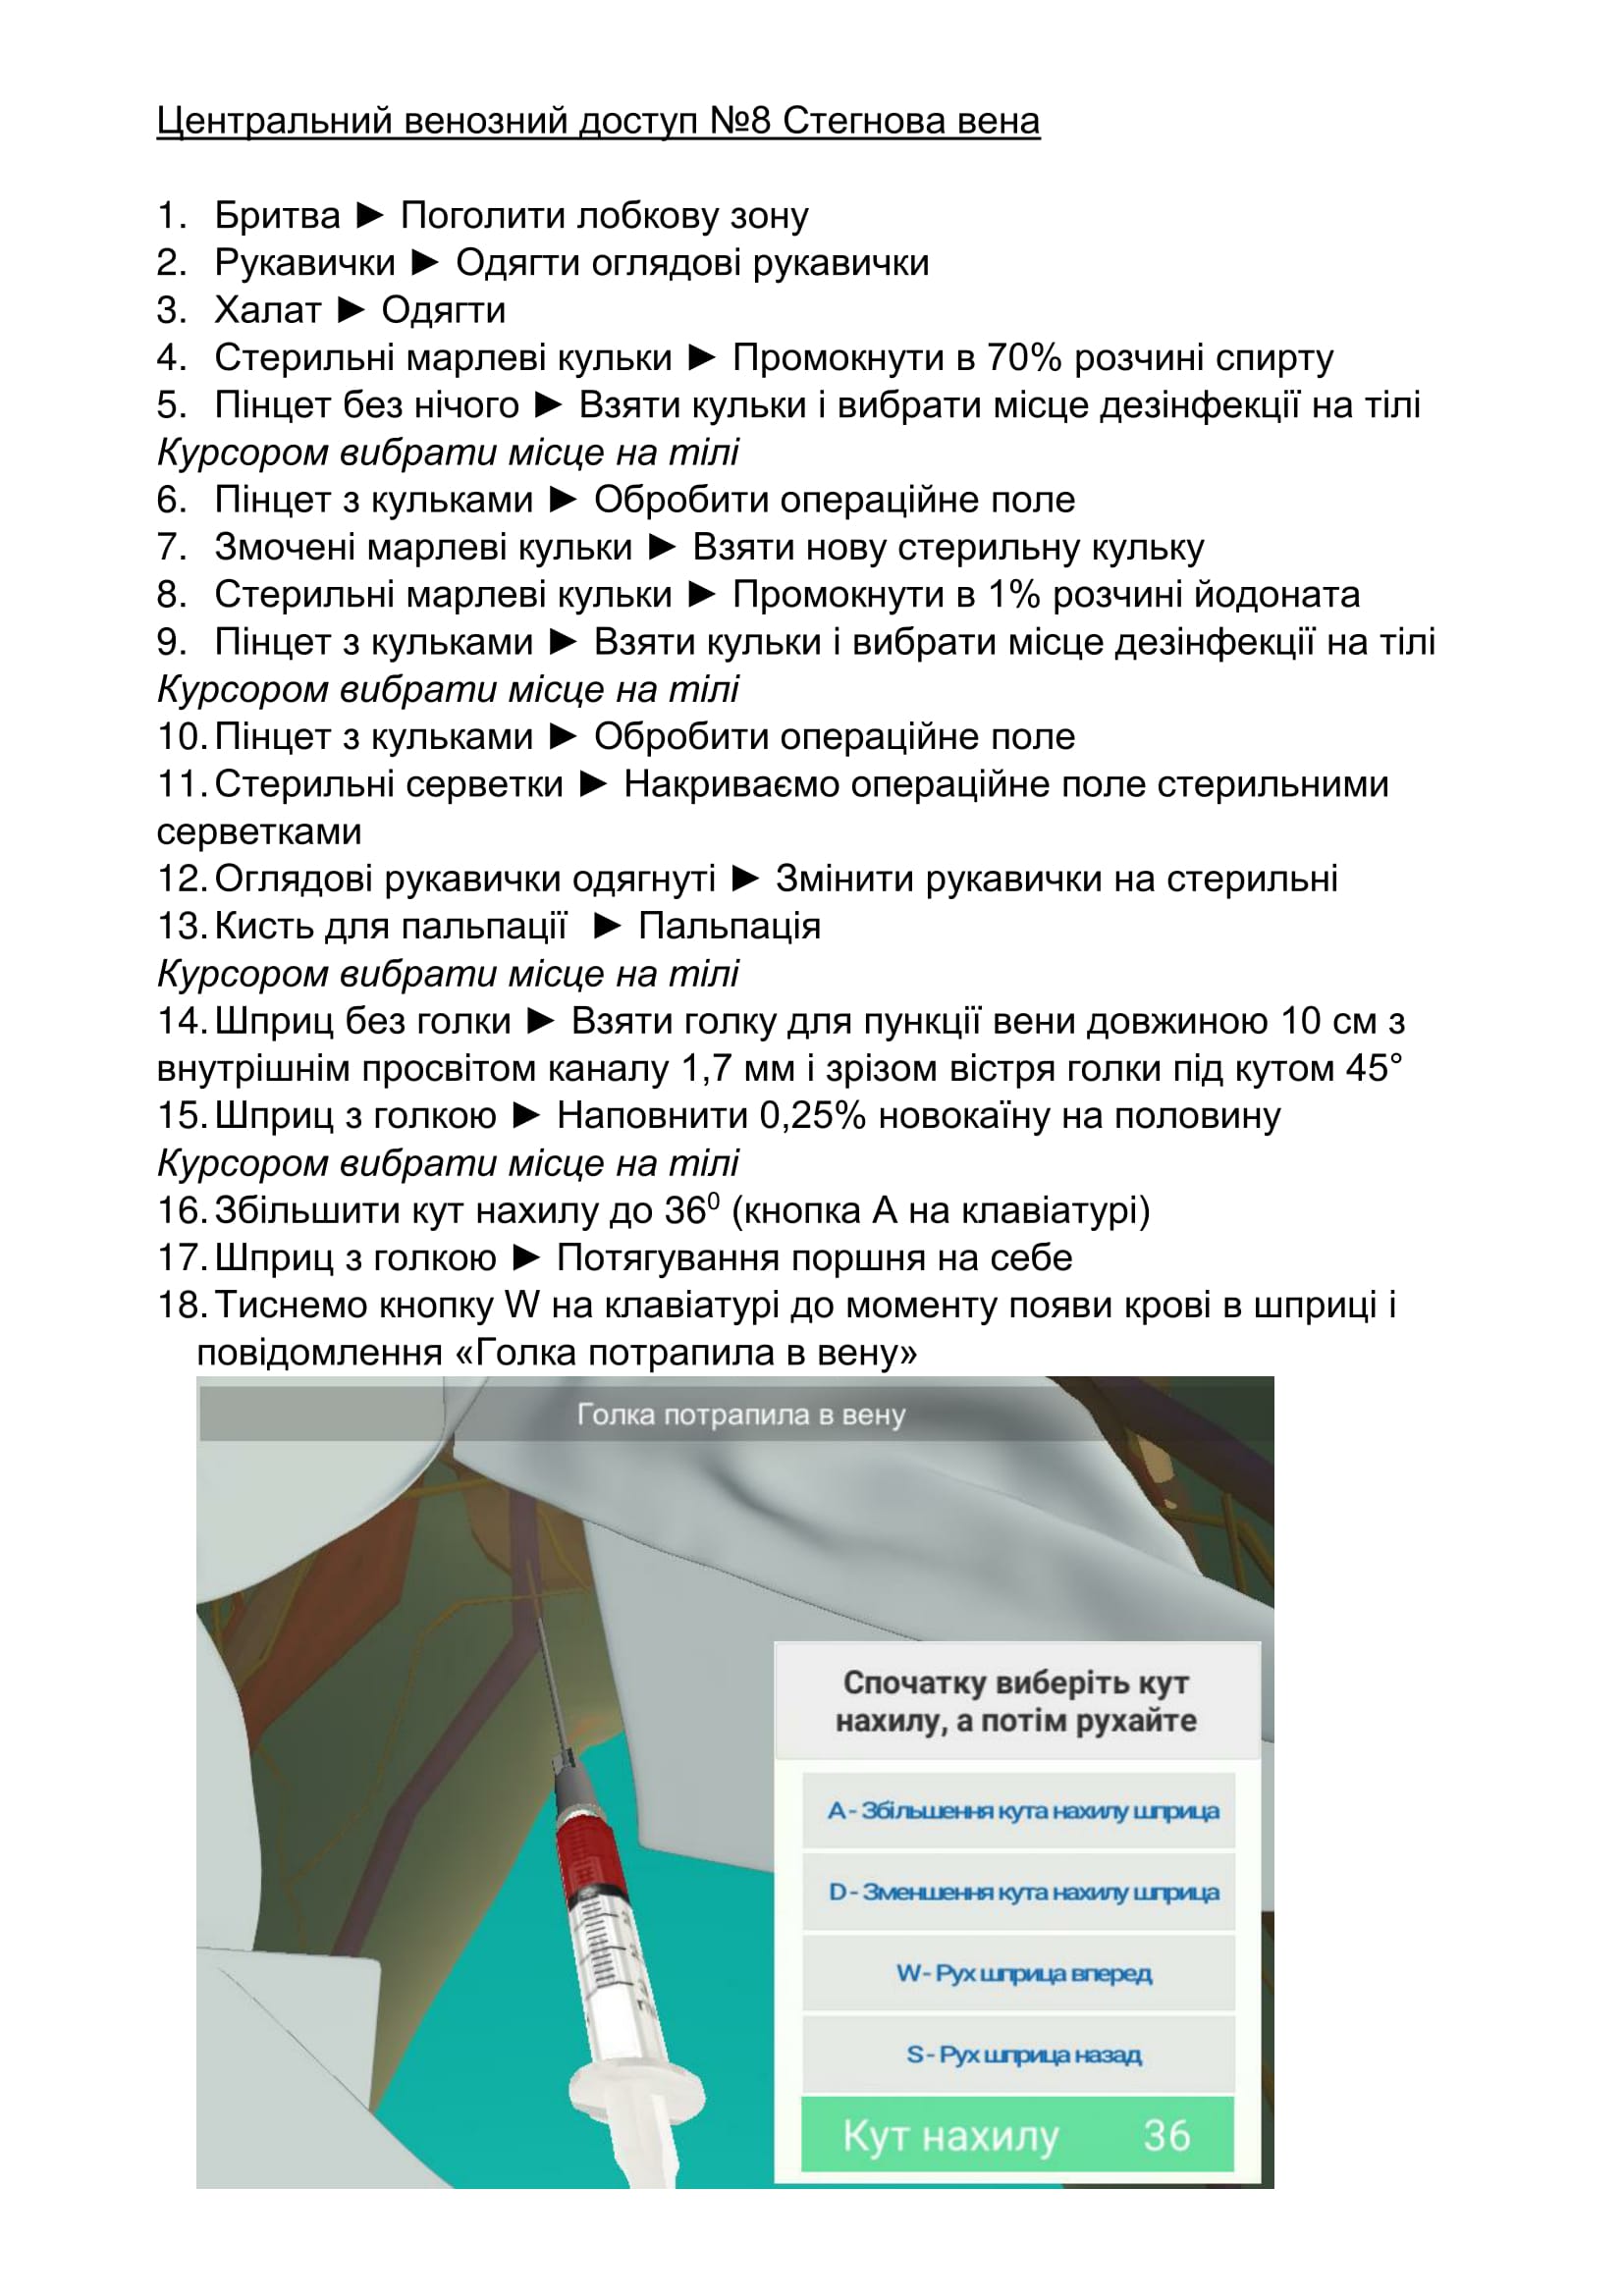 Центральний венозний доступ №8 Стегнова вена
1. Бритва ► Поголити лобкову зону
2. Рукавички ► Одягти оглядові рукавички
3. Халат ► Одягти
4. Стерильні марлеві кульки ► Промокнути в 70% розчині спирту
5. Пінцет без нічого ► Взяти кульки і вибрати місце дезінфекції на тілі
Курсором вибрати місце на тілі
6. Пінцет з кульками ► Обробити операційне поле
7. Змочені марлеві кульки ► Взяти нову стерильну кульку
8. Стерильні марлеві кульки ► Промокнути в 1% розчині йодоната
9. Пінцет з кульками ► Взяти кульки і вибрати місце дезінфекції на тілі
Курсором вибрати місце на тілі
10. Пінцет з кульками ► Обробити операційне поле
11. Стерильні серветки ► Накриваємо операційне поле стерильними
серветками
12. Оглядові рукавички одягнуті ► Змінити рукавички на стерильні
13. Кисть для пальпації ► Пальпація
Курсором вибрати місце на тілі
14. Шприц без голки ► Взяти голку для пункції вени довжиною 10 см з
внутрішнім просвітом каналу 1,7 мм і зрізом вістря голки під кутом 45°
15. Шприц з голкою ► Наповнити 0,25% новокаїну на половину
Курсором вибрати місце на тілі
16. Збільшити кут нахилу до 36⁰ (кнопка А на клавіатурі)
17. Шприц з голкою ► Потягування поршня на себе
18. Тиснемо кнопку W на клавіатурі до моменту появи крові в шприці і
повідомлення «Голка потрапила в вену»
Голка потрапила в вену
Спочатку виберіть кут
нахилу, а потім рухайте
A - Збільшення кута нахилу шприца
D - Зменшення кута нахилу шприца
W - Рух шприца вперед
S - Рух шприца назад
Кут нахилу 36